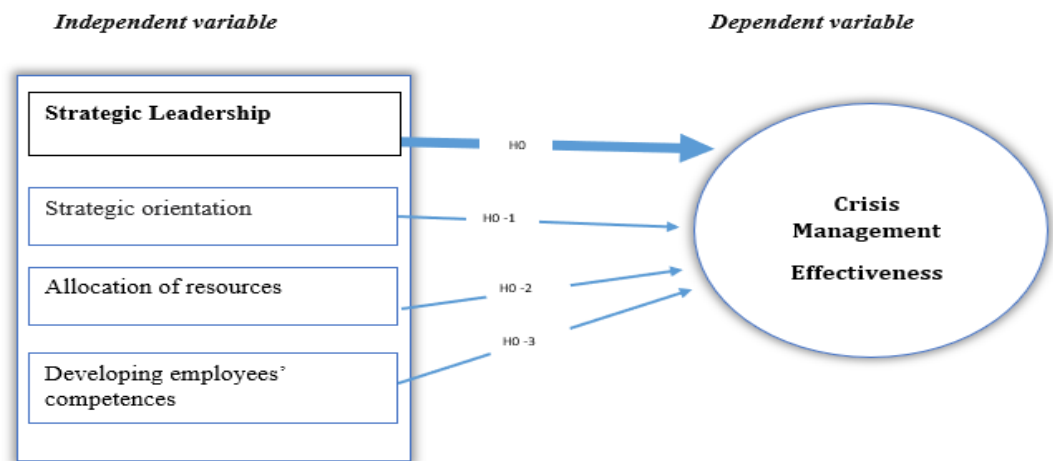 Independent variable
Dependent variable
Strategic Leadership
H0
Strategic orientation
H0 -1
Allocation of resources
H0 -2
Developing employees’
competences
H0 -3
Crisis
Management
Effectiveness